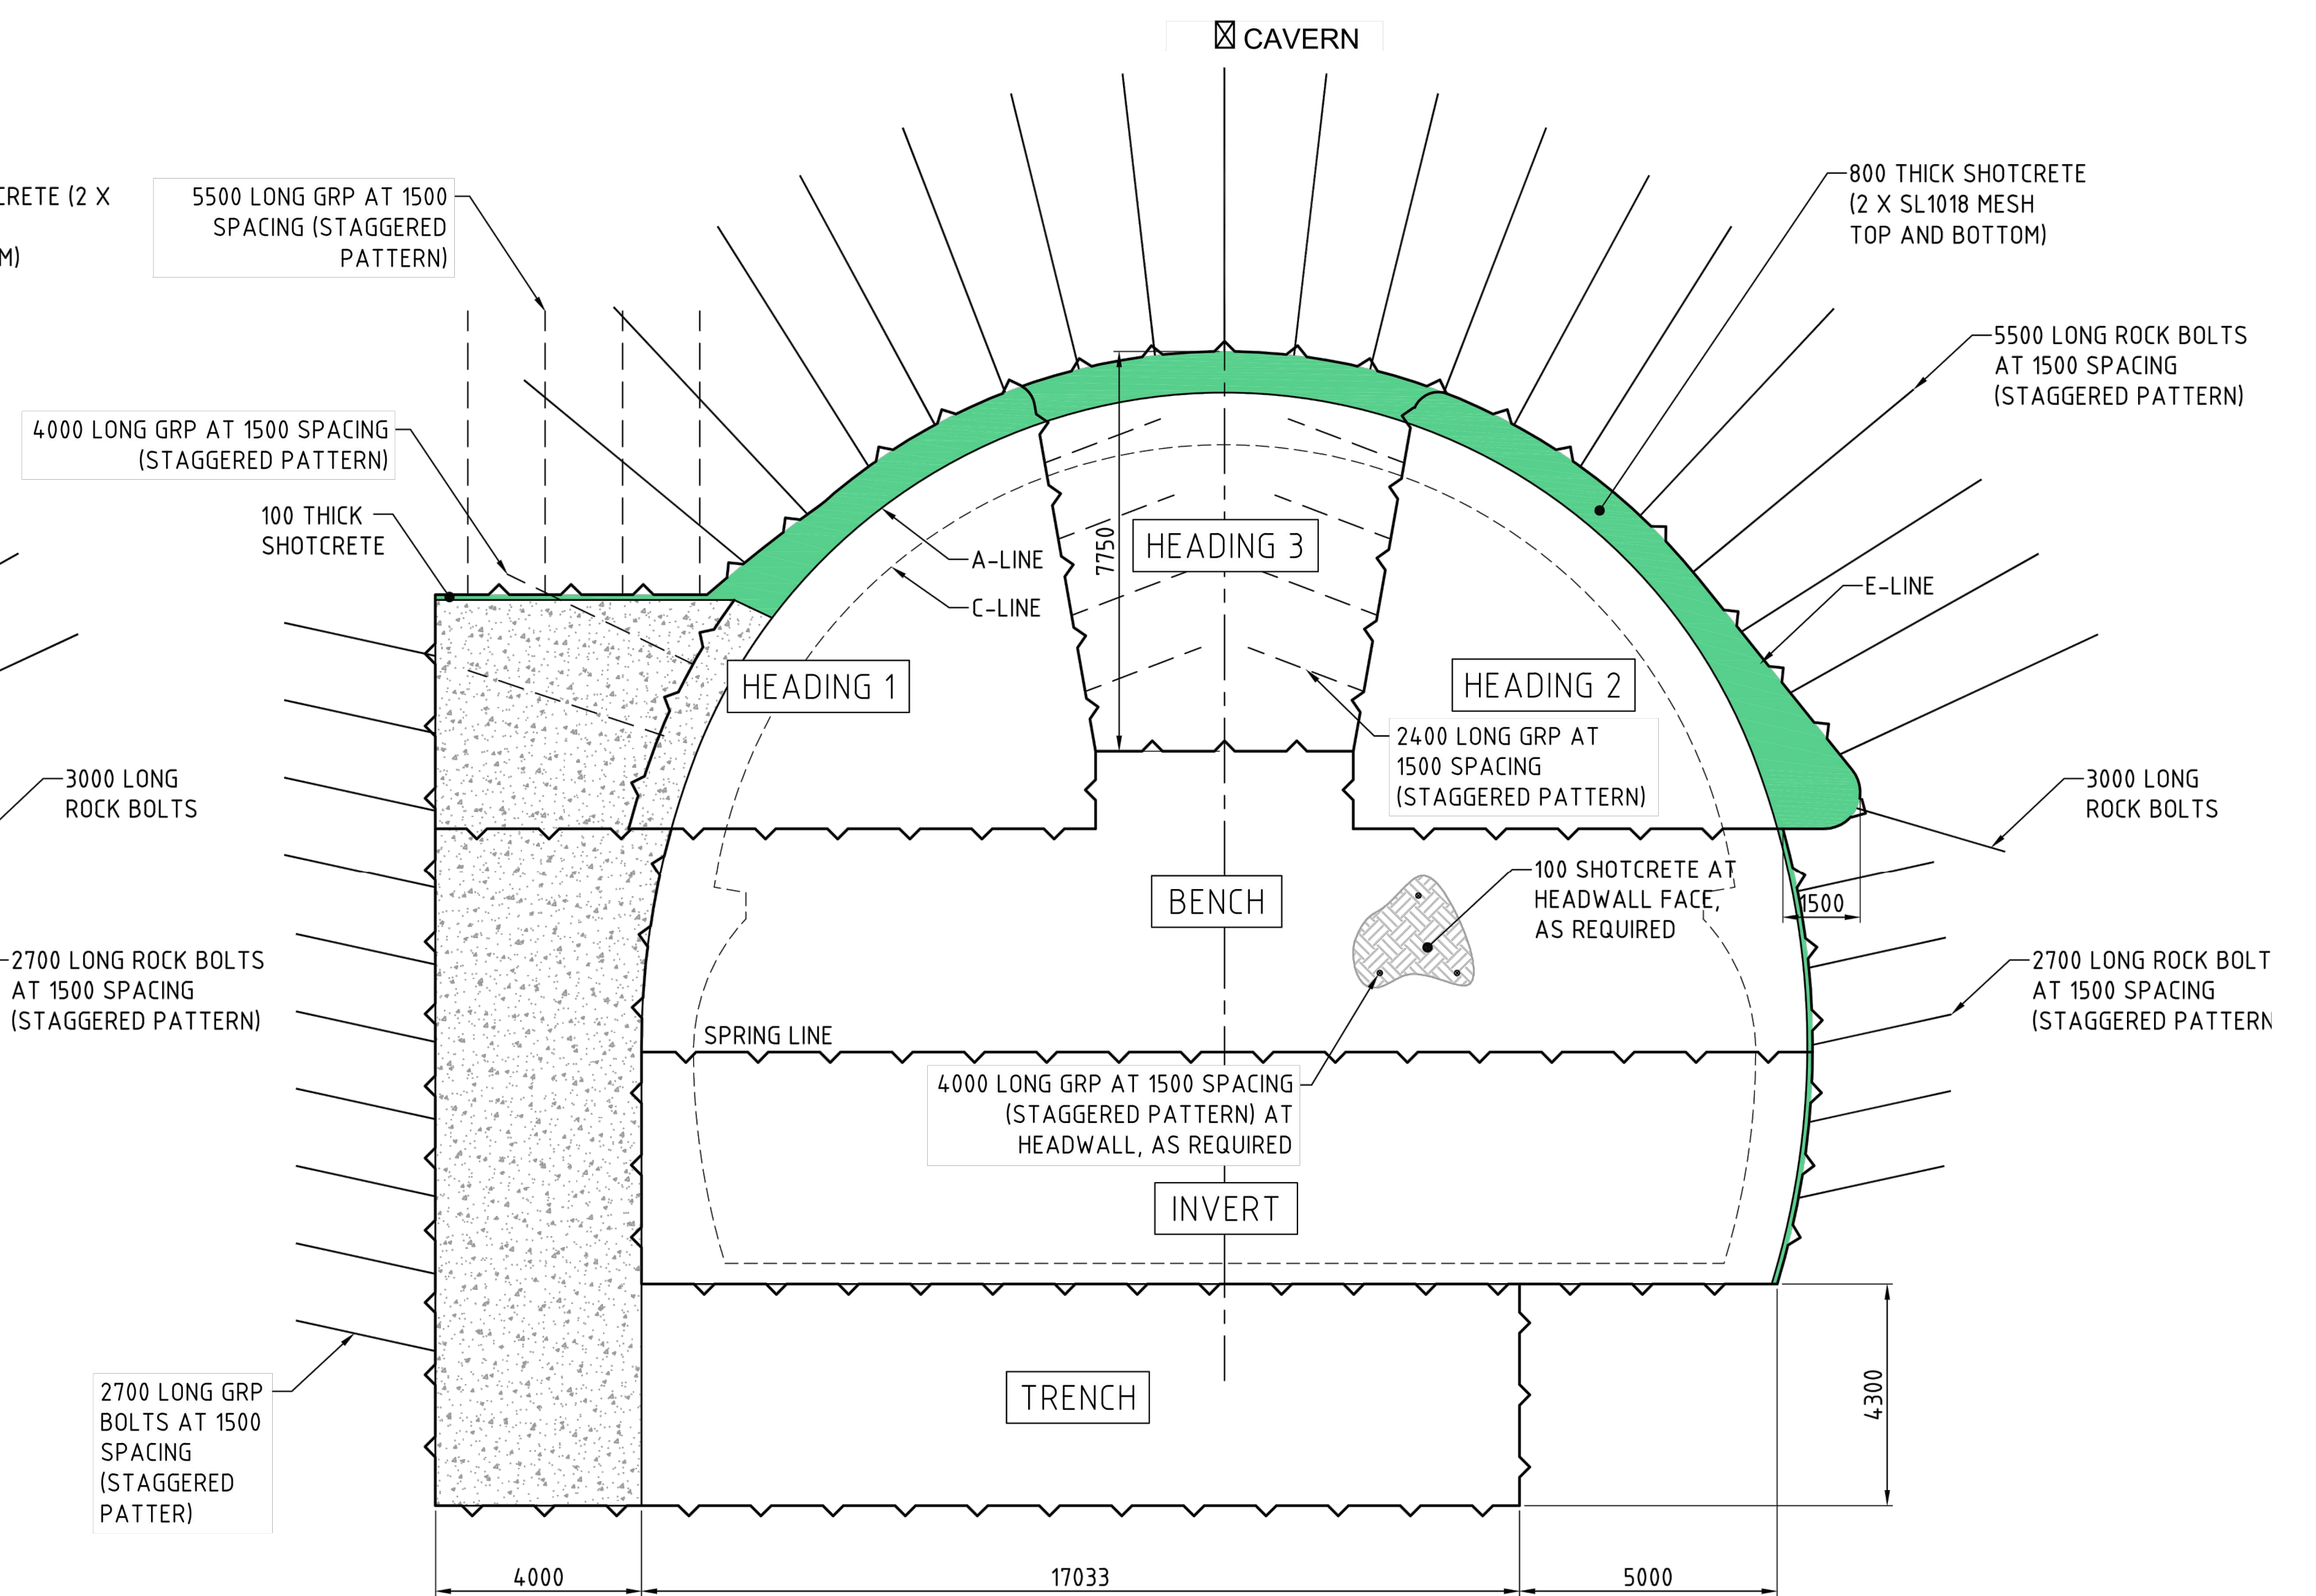 CAVERN
CRETE (2 X
M)
5500 LONG GRP AT 1500
SPACING (STAGGERED
PATTERN)
800 THICK SHOTCRETE
(2 X SL1018 MESH
TOP AND BOTTOM)
5500 LONG ROCK BOLTS
AT 1500 SPACING
(STAGGERED PATTERN)
4000 LONG GRP AT 1500 SPACING
(STAGGERED PATTERN)
100 THICK
SHOTCRETE
A-LINE
C-LINE
7750
HEADING 3
E-LINE
HEADING 1
HEADING 2
2400 LONG GRP AT
1500 SPACING
(STAGGERED PATTERN)
3000 LONG
ROCK BOLTS
3000 LONG
ROCK BOLTS
BENCH
100 SHOTCRETE AT
HEADWALL FACE,
AS REQUIRED
1500
2700 LONG ROCK BOLTS
AT 1500 SPACING
(STAGGERED PATTERN)
2700 LONG ROCK BOLT
AT 1500 SPACING
(STAGGERED PATTERN
SPRING LINE
4000 LONG GRP AT 1500 SPACING
(STAGGERED PATTERN) AT
HEADWALL, AS REQUIRED
INVERT
TRENCH
4300
2700 LONG GRP
BOLTS AT 1500
SPACING
(STAGGERED
PATTER)
4000
17033
5000